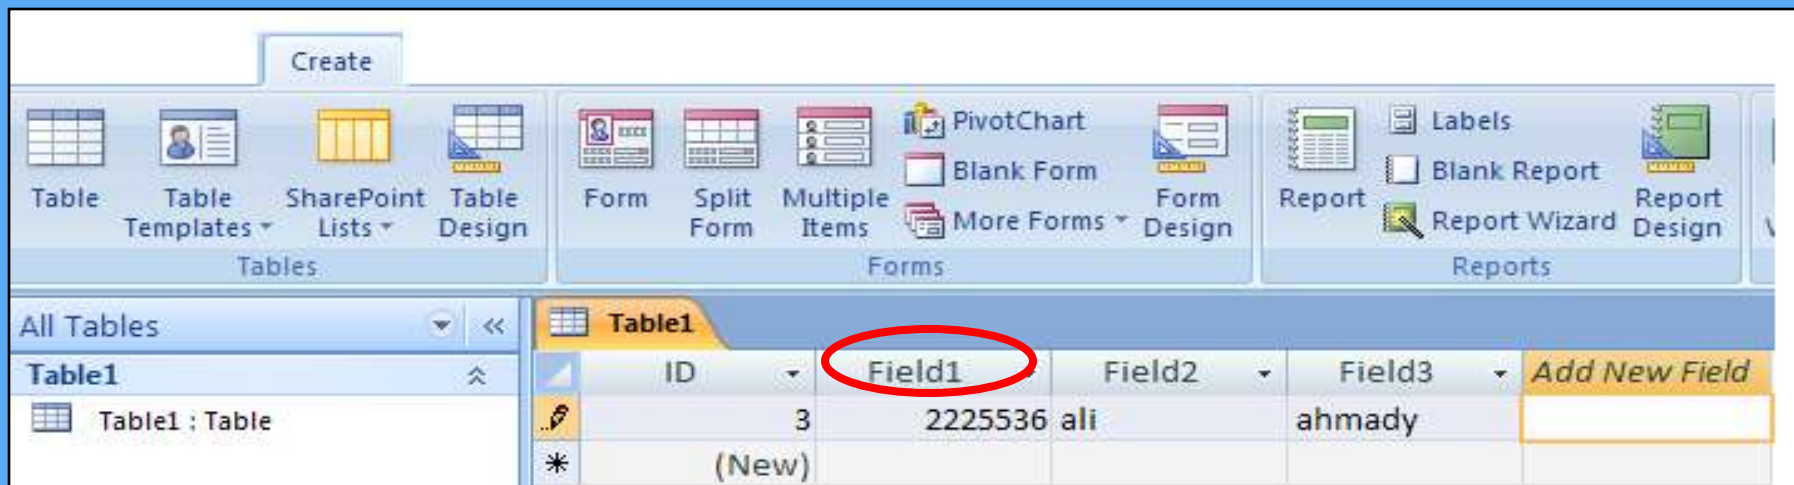 Create
Table
Table
Templates
SharePoint
Lists
Table
Design
Tables
Form
Split
Form
Multiple
Items
PivotChart
Blank Form
More Forms
Form
Design
Forms
Report
Labels
Blank Report
Report Wizard
Report
Design
Reports
All Tables
Table1
Table1 : Table
Table1
ID Field1 Field2 Field3 Add New Field
3 2225536 ali ahmady
(New)